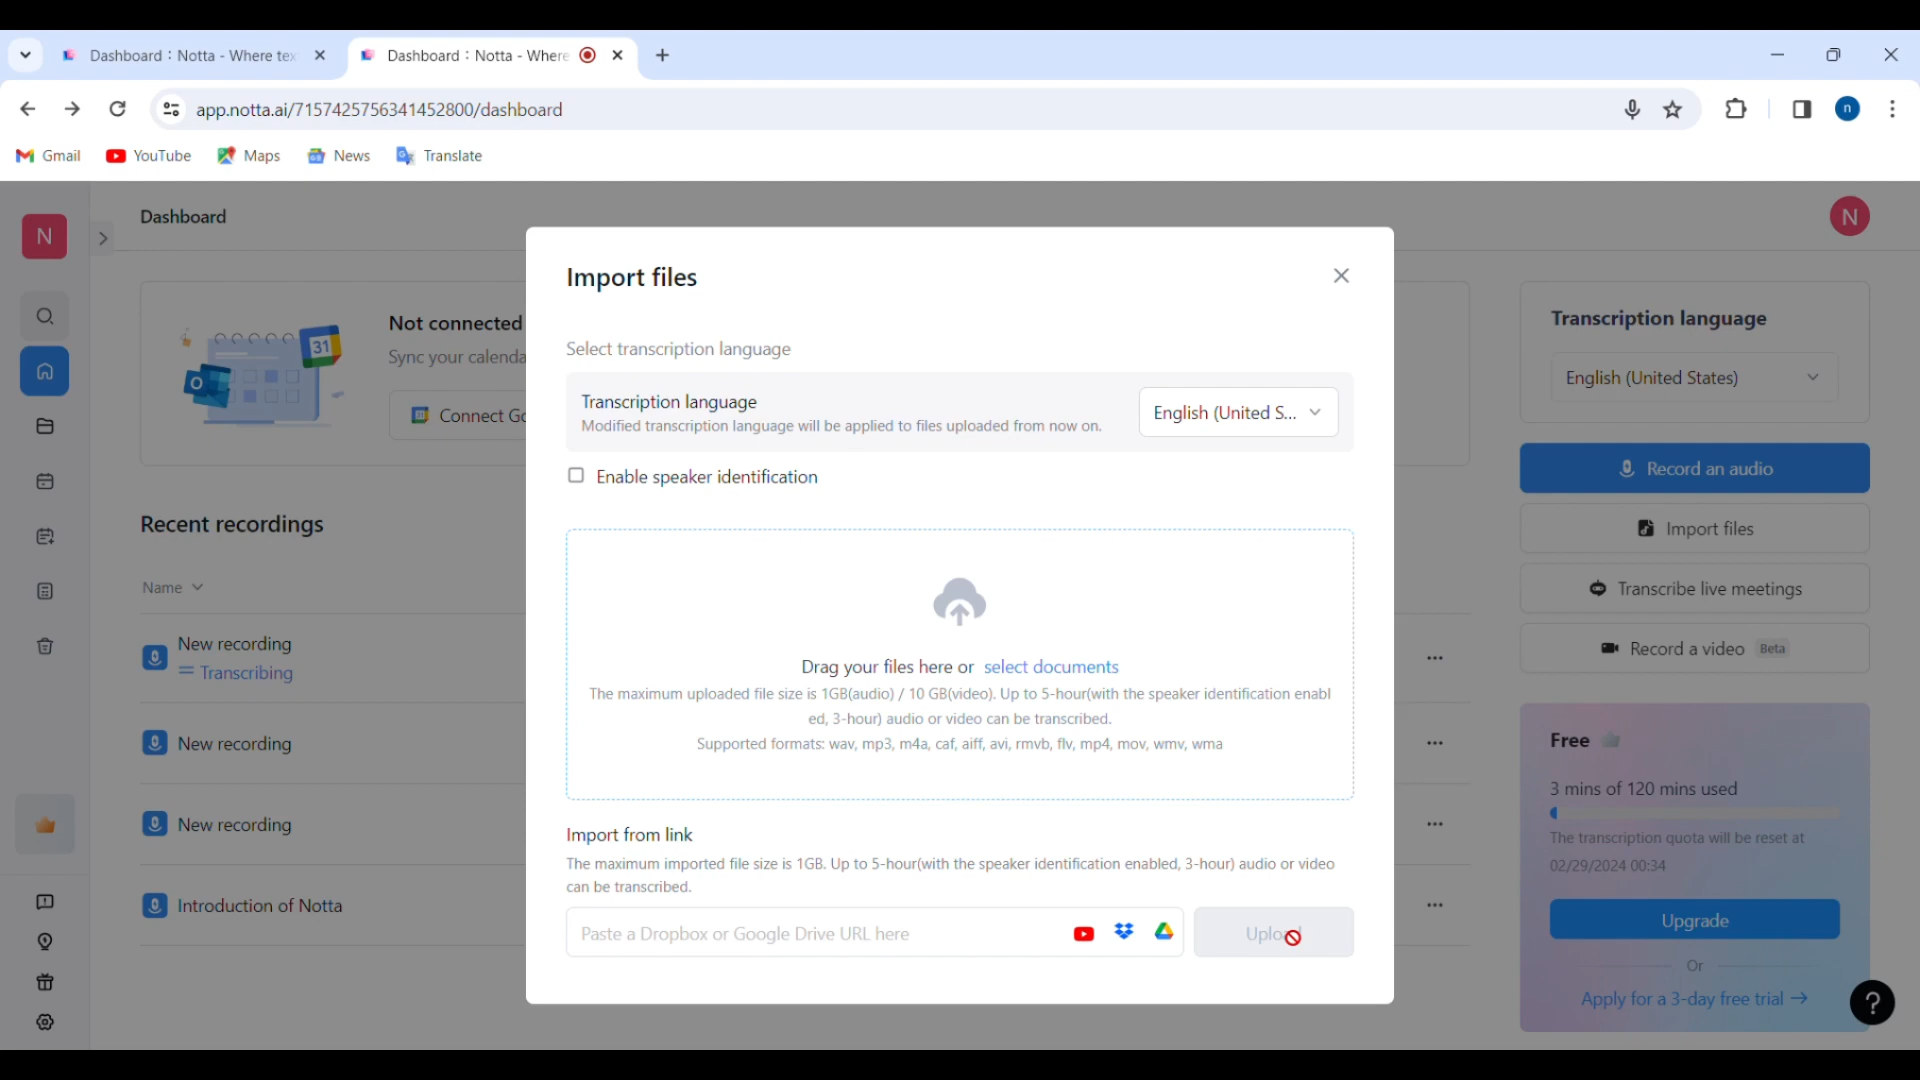 Dashboard : Notta - Where tex
Dashboard : Notta - Where
app.notta.ai/7157425756341452800/dashboard
n
Gmail
YouTube
Maps
News
Translate
N
Dashboard
N
31
Not connected
Sync your calenda
Connect Go
Recent recordings
Name
New recording
Transcribing
New recording
New recording
Introduction of Notta
Import files
Select transcription language
Transcription language
Modified transcription language will be applied to files uploaded from now on.
English (United S...
Enable speaker identification
Drag your files here or select documents
The maximum uploaded file size is 1GB(audio) / 10 GB(video). Up to 5-hour(with the speaker identification enabl
ed, 3-hour) audio or video can be transcribed.
Supported formats: wav, mp3, m4a, caf, aiff, avi, rmvb, flv, mp4, mov, wmv, wma
Import from link
The maximum imported file size is 1GB. Up to 5-hour(with the speaker identification enabled, 3-hour) audio or video
can be transcribed.
Paste a Dropbox or Google Drive URL here
Upload
Transcription language
English (United States)
Record an audio
Import files
Transcribe live meetings
Record a video Beta
Free
3 mins of 120 mins used
The transcription quota will be reset at
02/29/2024 00:34
Upgrade
Or
Apply for a 3-day free trial →
?